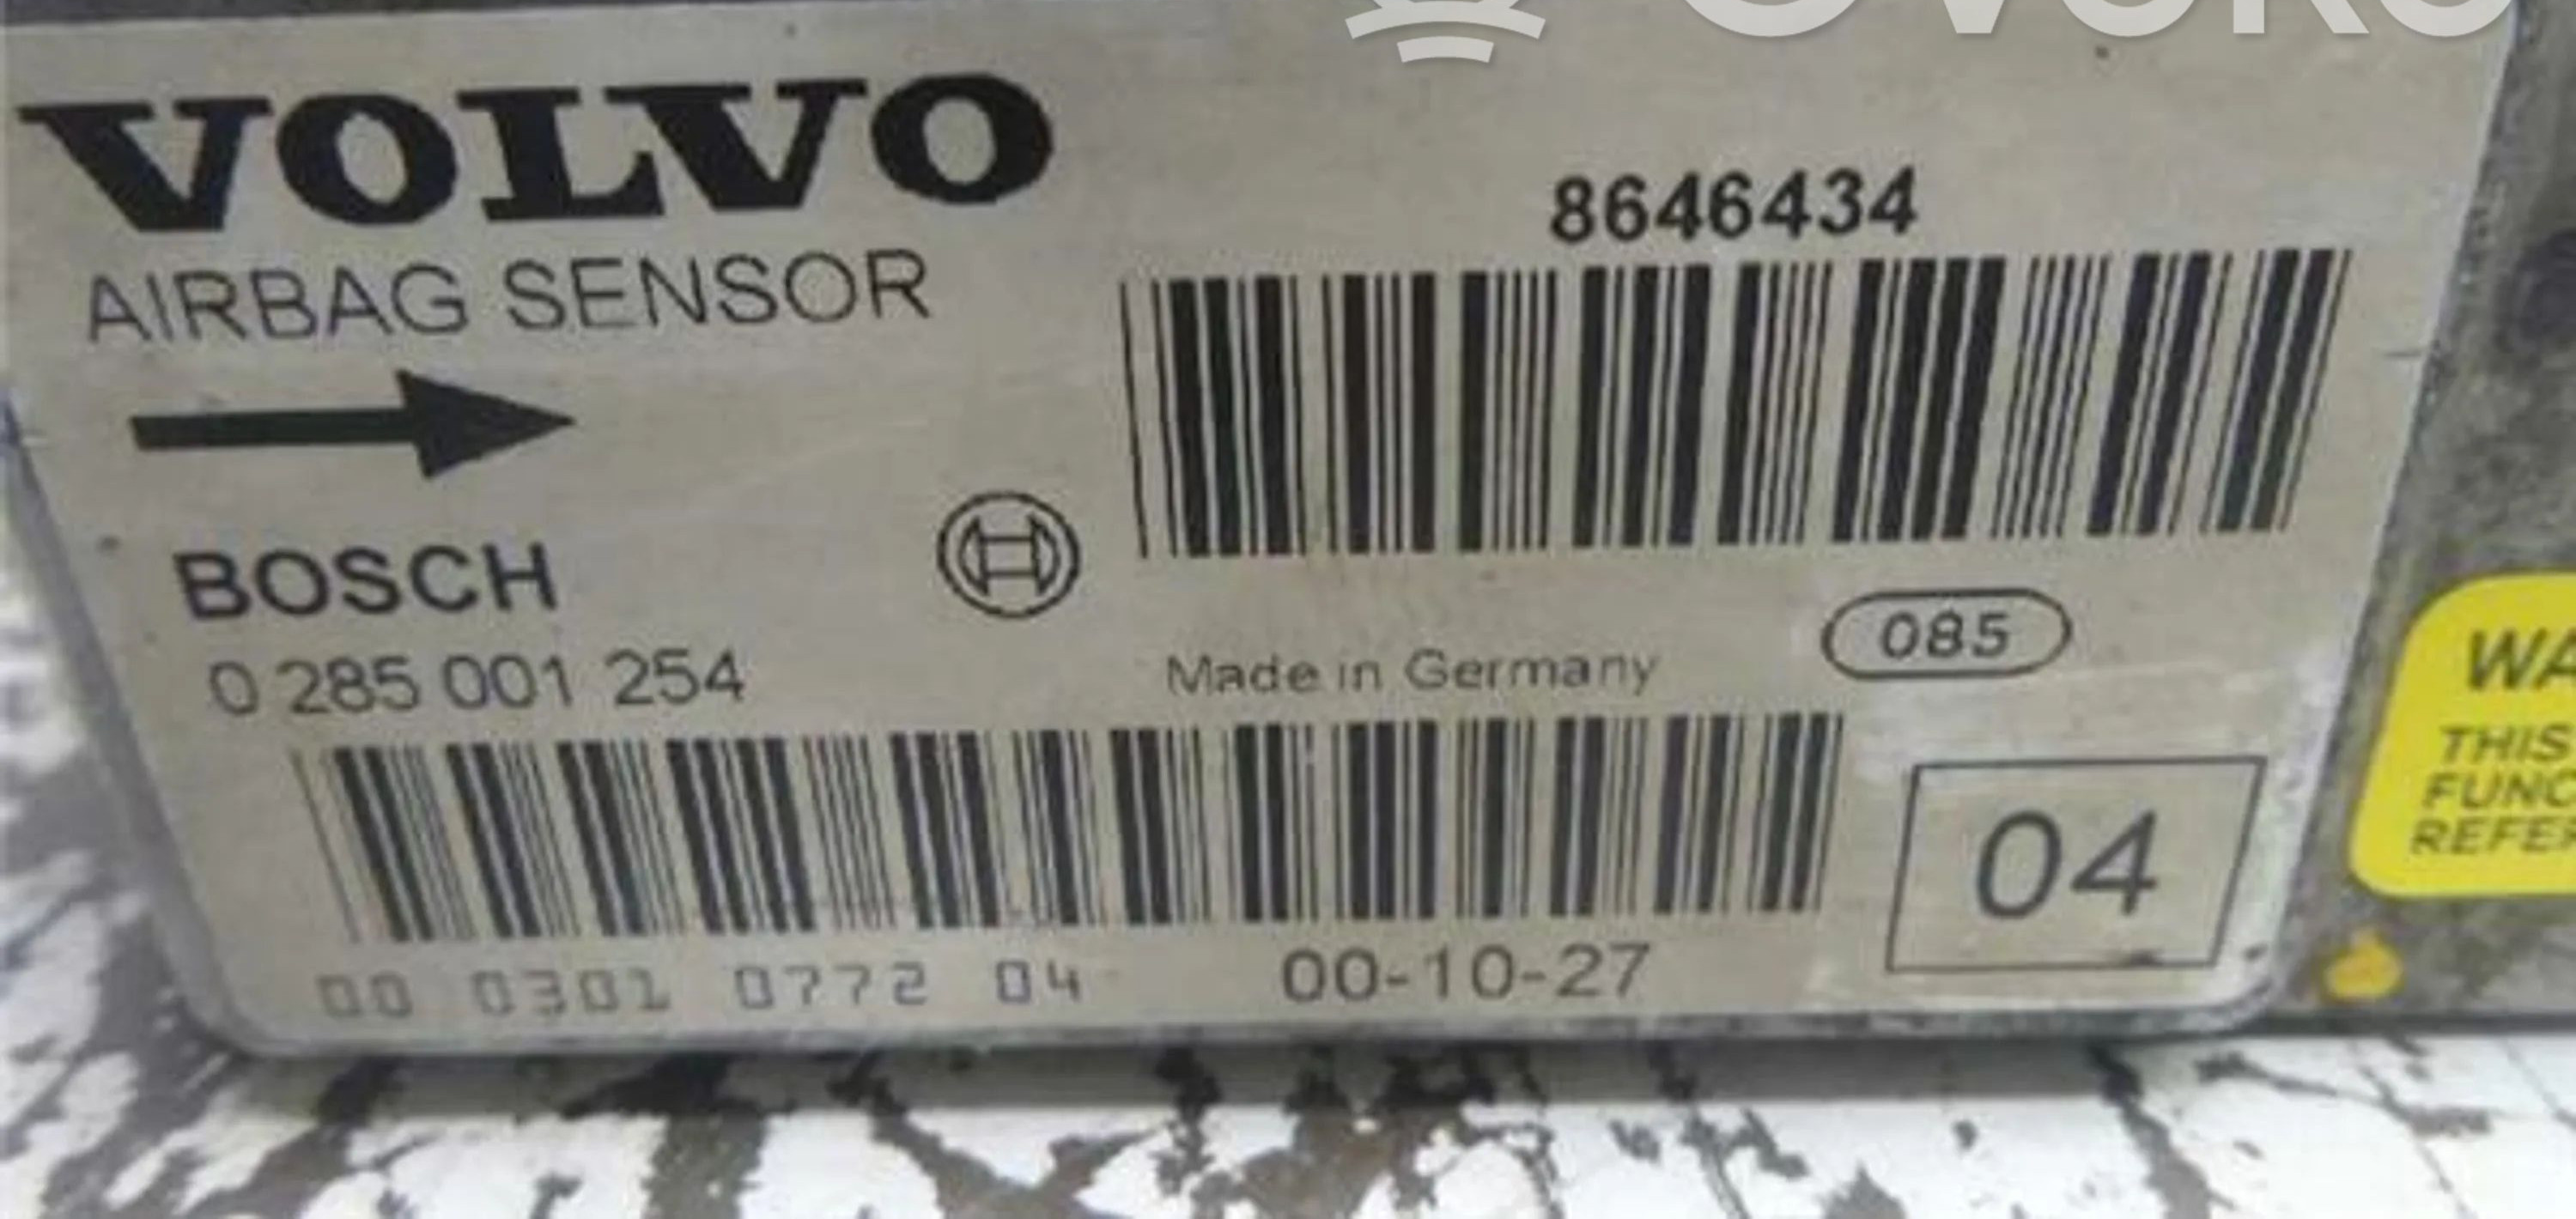 VOLVO
AIRBAG SENSOR
8646434
BOSCH
0 285 001 254
Made in Germany
085
04
00 0301 0772 04
00-10-27
THIS